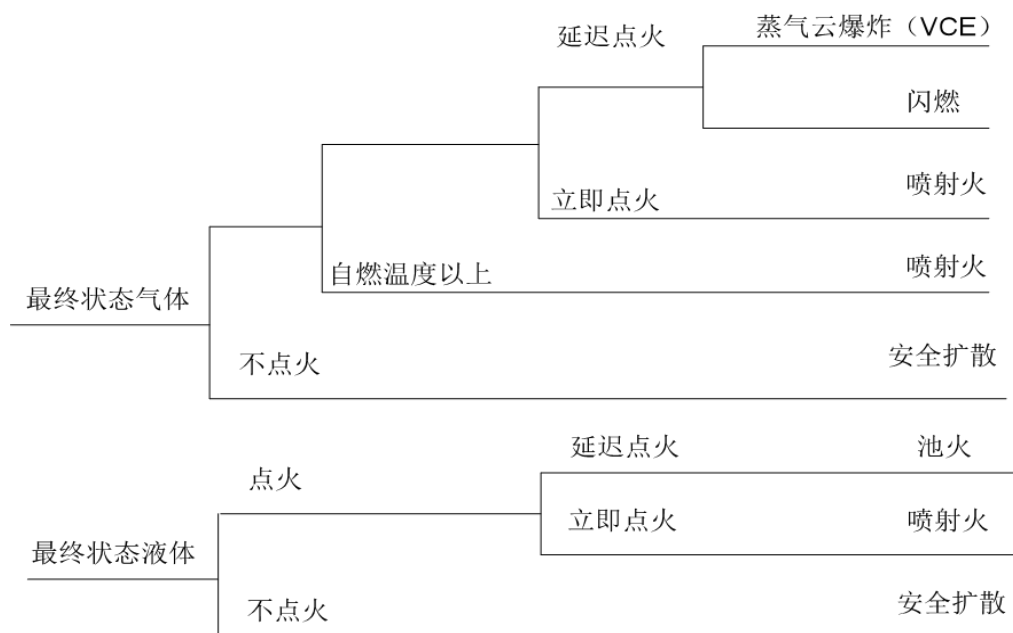 延迟点火
蒸气云爆炸（VCE）
闪燃
立即点火
喷射火
自燃温度以上
喷射火
最终状态气体
不点火
安全扩散
点火
延迟点火
池火
立即点火
喷射火
最终状态液体
不点火
安全扩散